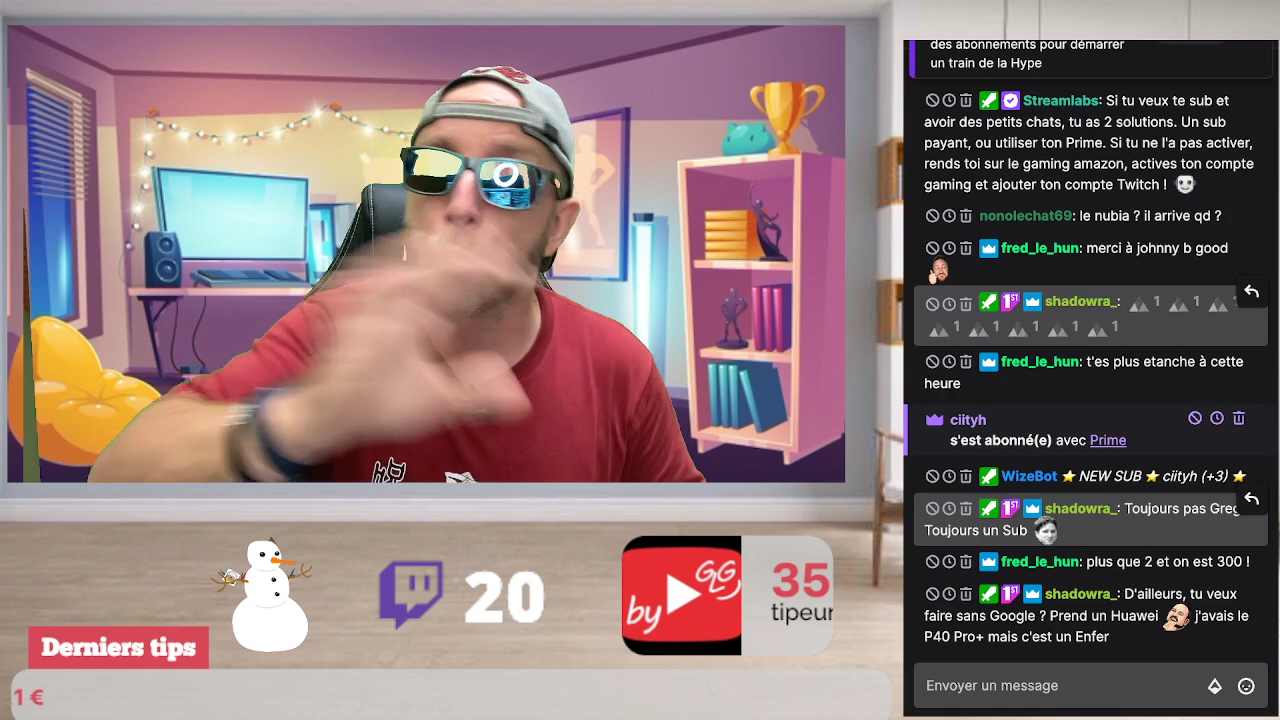 des abonnements pour démarrer
un train de la Hype
Streamlabs: Si tu veux te sub et
avoir des petits chats, tu as 2 solutions. Un sub
payant, ou utiliser ton Prime. Si tu ne l'a pas activer,
rends toi sur le gaming amazon, actives ton compte
gaming et ajouter ton compte Twitch !
nonolechat69: le nubia ? il arrive qd ?
fred_le_hun: merci à johnny b good
1ST shadowra_: 1 1 1
1 1 1 1 1
fred_le_hun: t'es plus etanche à cette
heure
ciityh
s'est abonné(e) avec Prime
WizeBot ⭐ NEW SUB ⭐ ciityh (+3) ⭐
1ST shadowra_: Toujours pas Greg
Toujours un Sub
fred_le_hun: plus que 2 et on est 300 !
1ST shadowra_: D'ailleurs, tu veux
faire sans Google ? Prend un Huawei j'avais le
P40 Pro+ mais c'est un Enfer
Envoyer un message
20
by GG
35
tipeur
Derniers tips
1 €